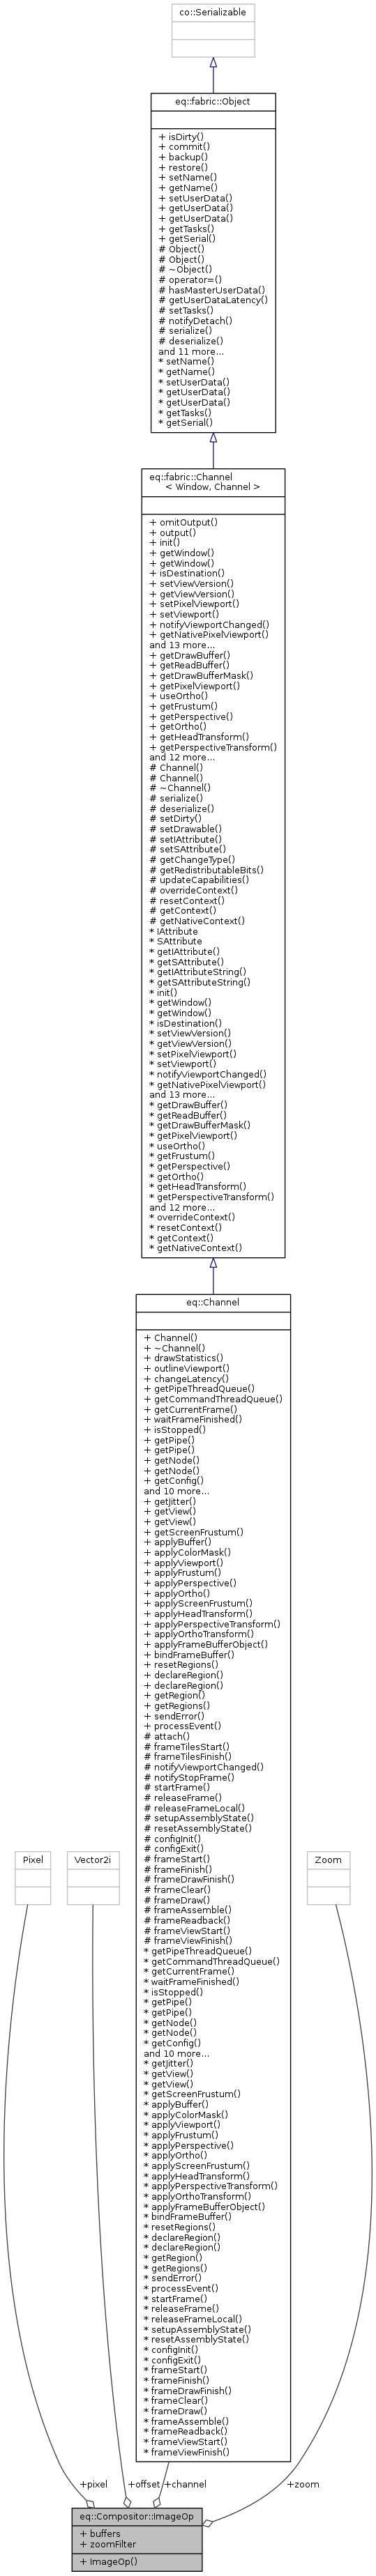 co::Serializable
eq::fabric::Object
+ isDirty()
+ commit()
+ backup()
+ restore()
+ setName()
+ getName()
+ setUserData()
+ getUserData()
+ getUserData()
+ getTasks()
+ getSerial()
# Object()
# Object()
# ~Object()
# operator=()
# hasMasterUserData()
# getUserDataLatency()
# setTasks()
# notifyDetach()
# serialize()
# deserialize()
and 11 more...
* setName()
* getName()
* setUserData()
* getUserData()
* getUserData()
* getTasks()
* getSerial()
eq::fabric::Channel
< Window, Channel >
+ omitOutput()
+ output()
+ init()
+ getWindow()
+ getWindow()
+ isDestination()
+ setViewVersion()
+ getViewVersion()
+ setPixelViewport()
+ setViewport()
+ notifyViewportChanged()
+ getNativePixelViewport()
and 13 more...
+ getDrawBuffer()
+ getReadBuffer()
+ getDrawBufferMask()
+ getPixelViewport()
+ useOrtho()
+ getFrustum()
+ getPerspective()
+ getOrtho()
+ getHeadTransform()
+ getPerspectiveTransform()
and 12 more...
# Channel()
# Channel()
# ~Channel()
# serialize()
# deserialize()
# setDirty()
# setDrawable()
# setIAttribute()
# setSAttribute()
# getChangeType()
# getRedistributableBits()
# updateCapabilities()
# overrideContext()
# resetContext()
# getContext()
# getNativeContext()
* IAttribute
* SAttribute
* getIAttribute()
* getSAttribute()
* getIAttributeString()
* getSAttributeString()
* init()
* getWindow()
* getWindow()
* isDestination()
* setViewVersion()
* getViewVersion()
* setPixelViewport()
* setViewport()
* notifyViewportChanged()
* getNativePixelViewport()
and 13 more...
* getDrawBuffer()
* getReadBuffer()
* getDrawBufferMask()
* getPixelViewport()
* useOrtho()
* getFrustum()
* getPerspective()
* getOrtho()
* getHeadTransform()
* getPerspectiveTransform()
and 12 more...
* overrideContext()
* resetContext()
* getContext()
* getNativeContext()
eq::Channel
+ Channel()
+ ~Channel()
+ drawStatistics()
+ outlineViewport()
+ changeLatency()
+ getPipeThreadQueue()
+ getCommandThreadQueue()
+ getCurrentFrame()
+ waitFrameFinished()
+ isStopped()
+ getPipe()
+ getPipe()
+ getNode()
+ getNode()
+ getConfig()
and 10 more...
+ getJitter()
+ getView()
+ getView()
+ getScreenFrustum()
+ applyBuffer()
+ applyColorMask()
+ applyViewport()
+ applyFrustum()
+ applyPerspective()
+ applyOrtho()
+ applyScreenFrustum()
+ applyHeadTransform()
+ applyPerspectiveTransform()
+ applyOrthoTransform()
+ applyFrameBufferObject()
+ bindFrameBuffer()
+ resetRegions()
+ declareRegion()
+ declareRegion()
+ getRegion()
+ getRegions()
+ sendError()
+ processEvent()
# attach()
# frameTilesStart()
# frameTilesFinish()
# notifyViewportChanged()
# notifyStopFrame()
# startFrame()
# releaseFrame()
# releaseFrameLocal()
# setupAssemblyState()
# resetAssemblyState()
# configInit()
# configExit()
# frameStart()
# frameFinish()
# frameDrawFinish()
# frameClear()
# frameDraw()
# frameAssemble()
# frameReadback()
# frameViewStart()
# frameViewFinish()
* getPipeThreadQueue()
* getCommandThreadQueue()
* getCurrentFrame()
* waitFrameFinished()
* isStopped()
* getPipe()
* getPipe()
* getNode()
* getNode()
* getConfig()
and 10 more...
* getJitter()
* getView()
* getView()
* getScreenFrustum()
* applyBuffer()
* applyColorMask()
* applyViewport()
* applyFrustum()
* applyPerspective()
* applyOrtho()
* applyScreenFrustum()
* applyHeadTransform()
* applyPerspectiveTransform()
* applyOrthoTransform()
* applyFrameBufferObject()
* bindFrameBuffer()
* resetRegions()
* declareRegion()
* declareRegion()
* getRegion()
* getRegions()
* sendError()
* processEvent()
* startFrame()
* releaseFrame()
* releaseFrameLocal()
* setupAssemblyState()
* resetAssemblyState()
* configInit()
* configExit()
* frameStart()
* frameFinish()
* frameDrawFinish()
* frameClear()
* frameDraw()
* frameAssemble()
* frameReadback()
* frameViewStart()
* frameViewFinish()
Pixel
Vector2i
Zoom
+pixel
+offset
+channel
+zoom
eq::Compositor::ImageOp
+ buffers
+ zoomFilter
+ ImageOp()